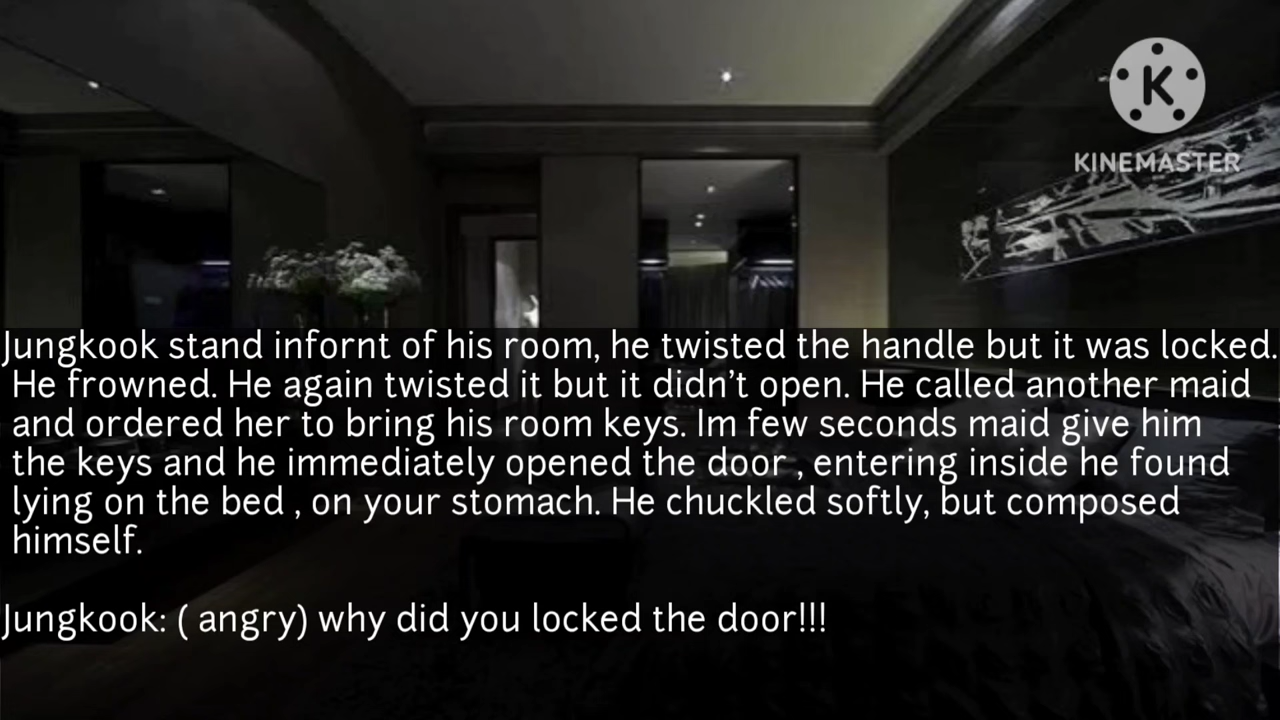 KINEMASTER
Jungkook stand infornt of his room, he twisted the handle but it was locked.
He frowned. He again twisted it but it didn't open. He called another maid
and ordered her to bring his room keys. Im few seconds maid give him
the keys and he immediately opened the door , entering inside he found
lying on the bed , on your stomach. He chuckled softly, but composed
himself.
Jungkook: ( angry) why did you locked the door!!!